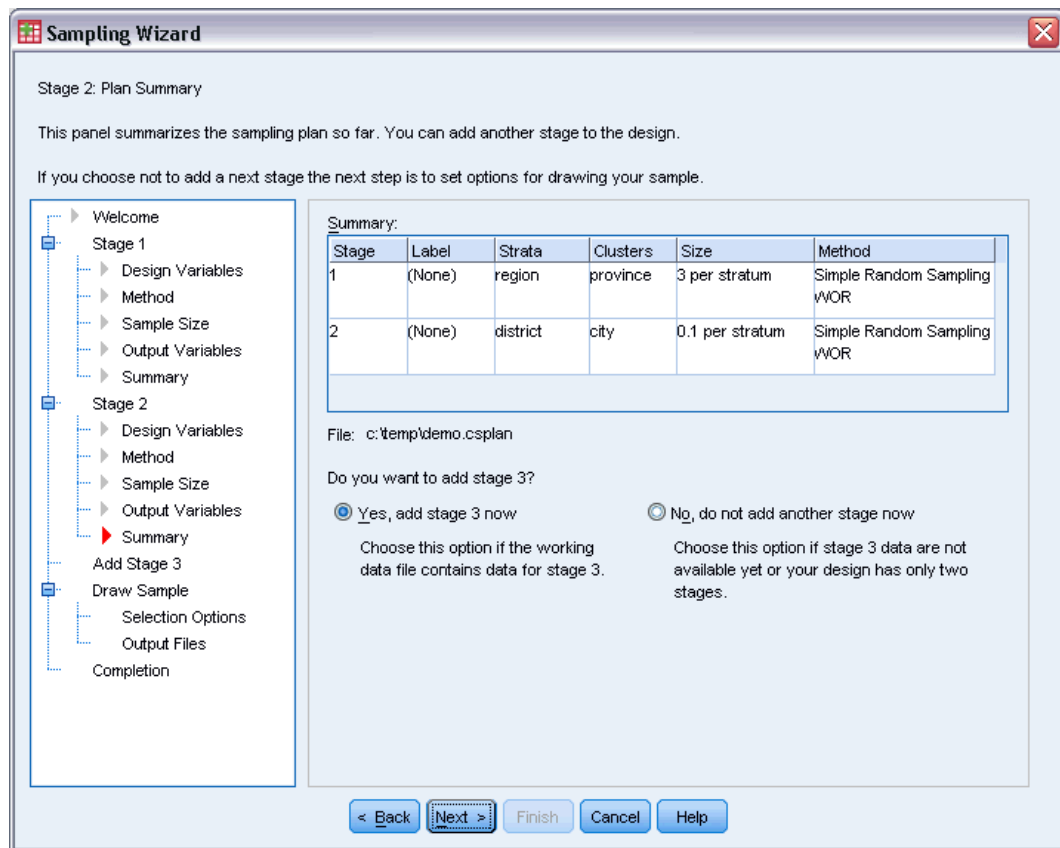 Sampling Wizard
Stage 2: Plan Summary
This panel summarizes the sampling plan so far. You can add another stage to the design.
If you choose not to add a next stage the next step is to set options for drawing your sample.
Welcome
Stage 1
Design Variables
Method
Sample Size
Output Variables
Summary
Stage 2
Design Variables
Method
Sample Size
Output Variables
Summary
Add Stage 3
Draw Sample
Selection Options
Output Files
Completion
Summary:
Stage Label Strata Clusters Size Method
1 (None) region province 3 per stratum Simple Random Sampling
WOR
2 (None) district city 0.1 per stratum Simple Random Sampling
WOR
File: c:\temp\demo.csplan
Do you want to add stage 3?
Yes, add stage 3 now
Choose this option if the working
data file contains data for stage 3.
No, do not add another stage now
Choose this option if stage 3 data are not
available yet or your design has only two
stages.
< Back Next > Finish Cancel Help